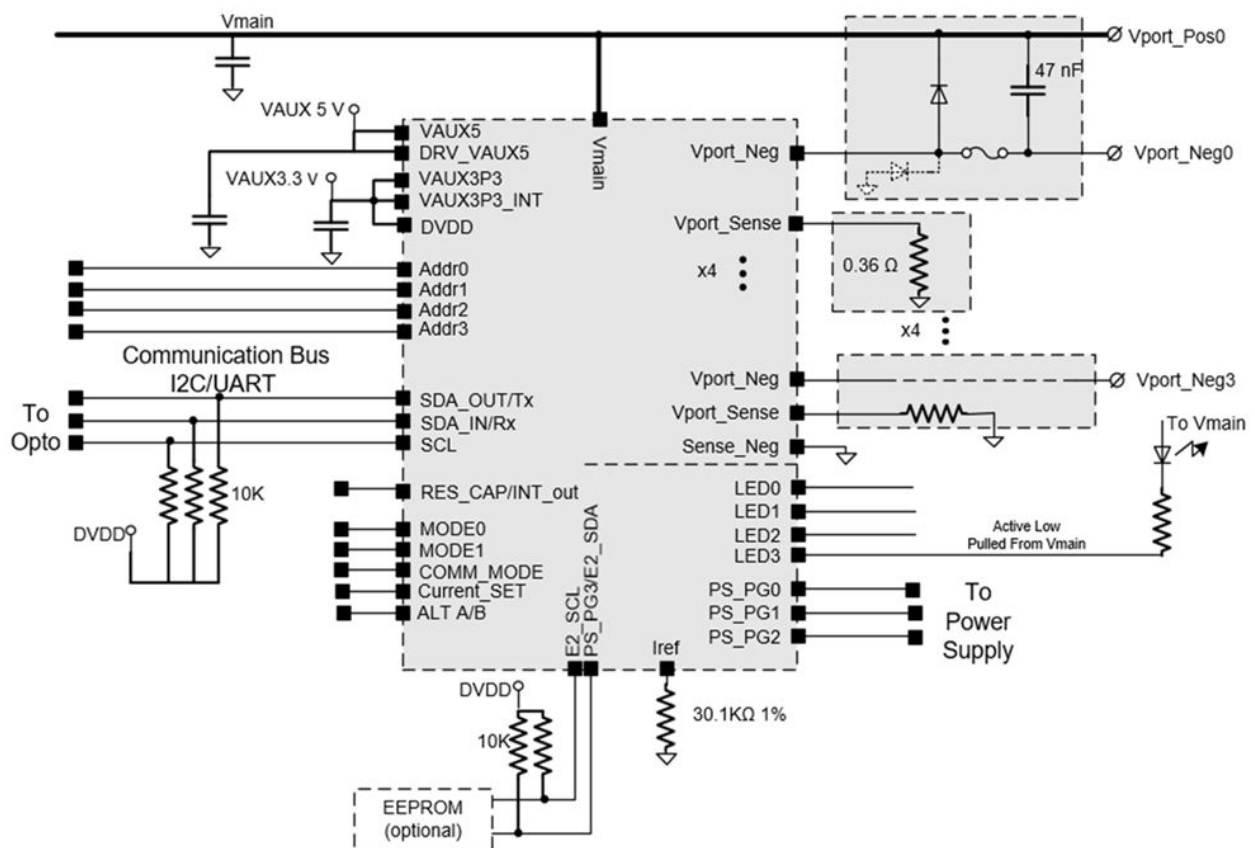 Vmain
Vport_Pos0
47 nF
VAUX 5 V
VAUX5
DRV_VAUX5
Vmain
Vport_Neg
Vport_Neg0
VAUX3.3 v
VAUX3P3
VAUX3P3_INT
DVDD
Vport_Sense
0.36 Ω
x4
x4
Addr0
Addr1
Addr2
Addr3
Communication Bus
I2C/UART
To
Opto
SDA_OUT/Tx
SDA_IN/Rx
SCL
10K
DVDD
Vport_Neg
Vport_Neg3
Vport_Sense
Sense_Neg
To Vmain
RES_CAP/INT_out
MODE0
MODE1
COMM_MODE
Current_SET
ALT A/B
LED0
LED1
LED2
LED3
Active Low
Pulled From Vmain
PS_PG0
PS_PG1
PS_PG2
To
Power
Supply
E2_SCL
PS_PG3/E2_SDA
Iref
30.1KΩ 1%
DVDD
10K
EEPROM
(optional)